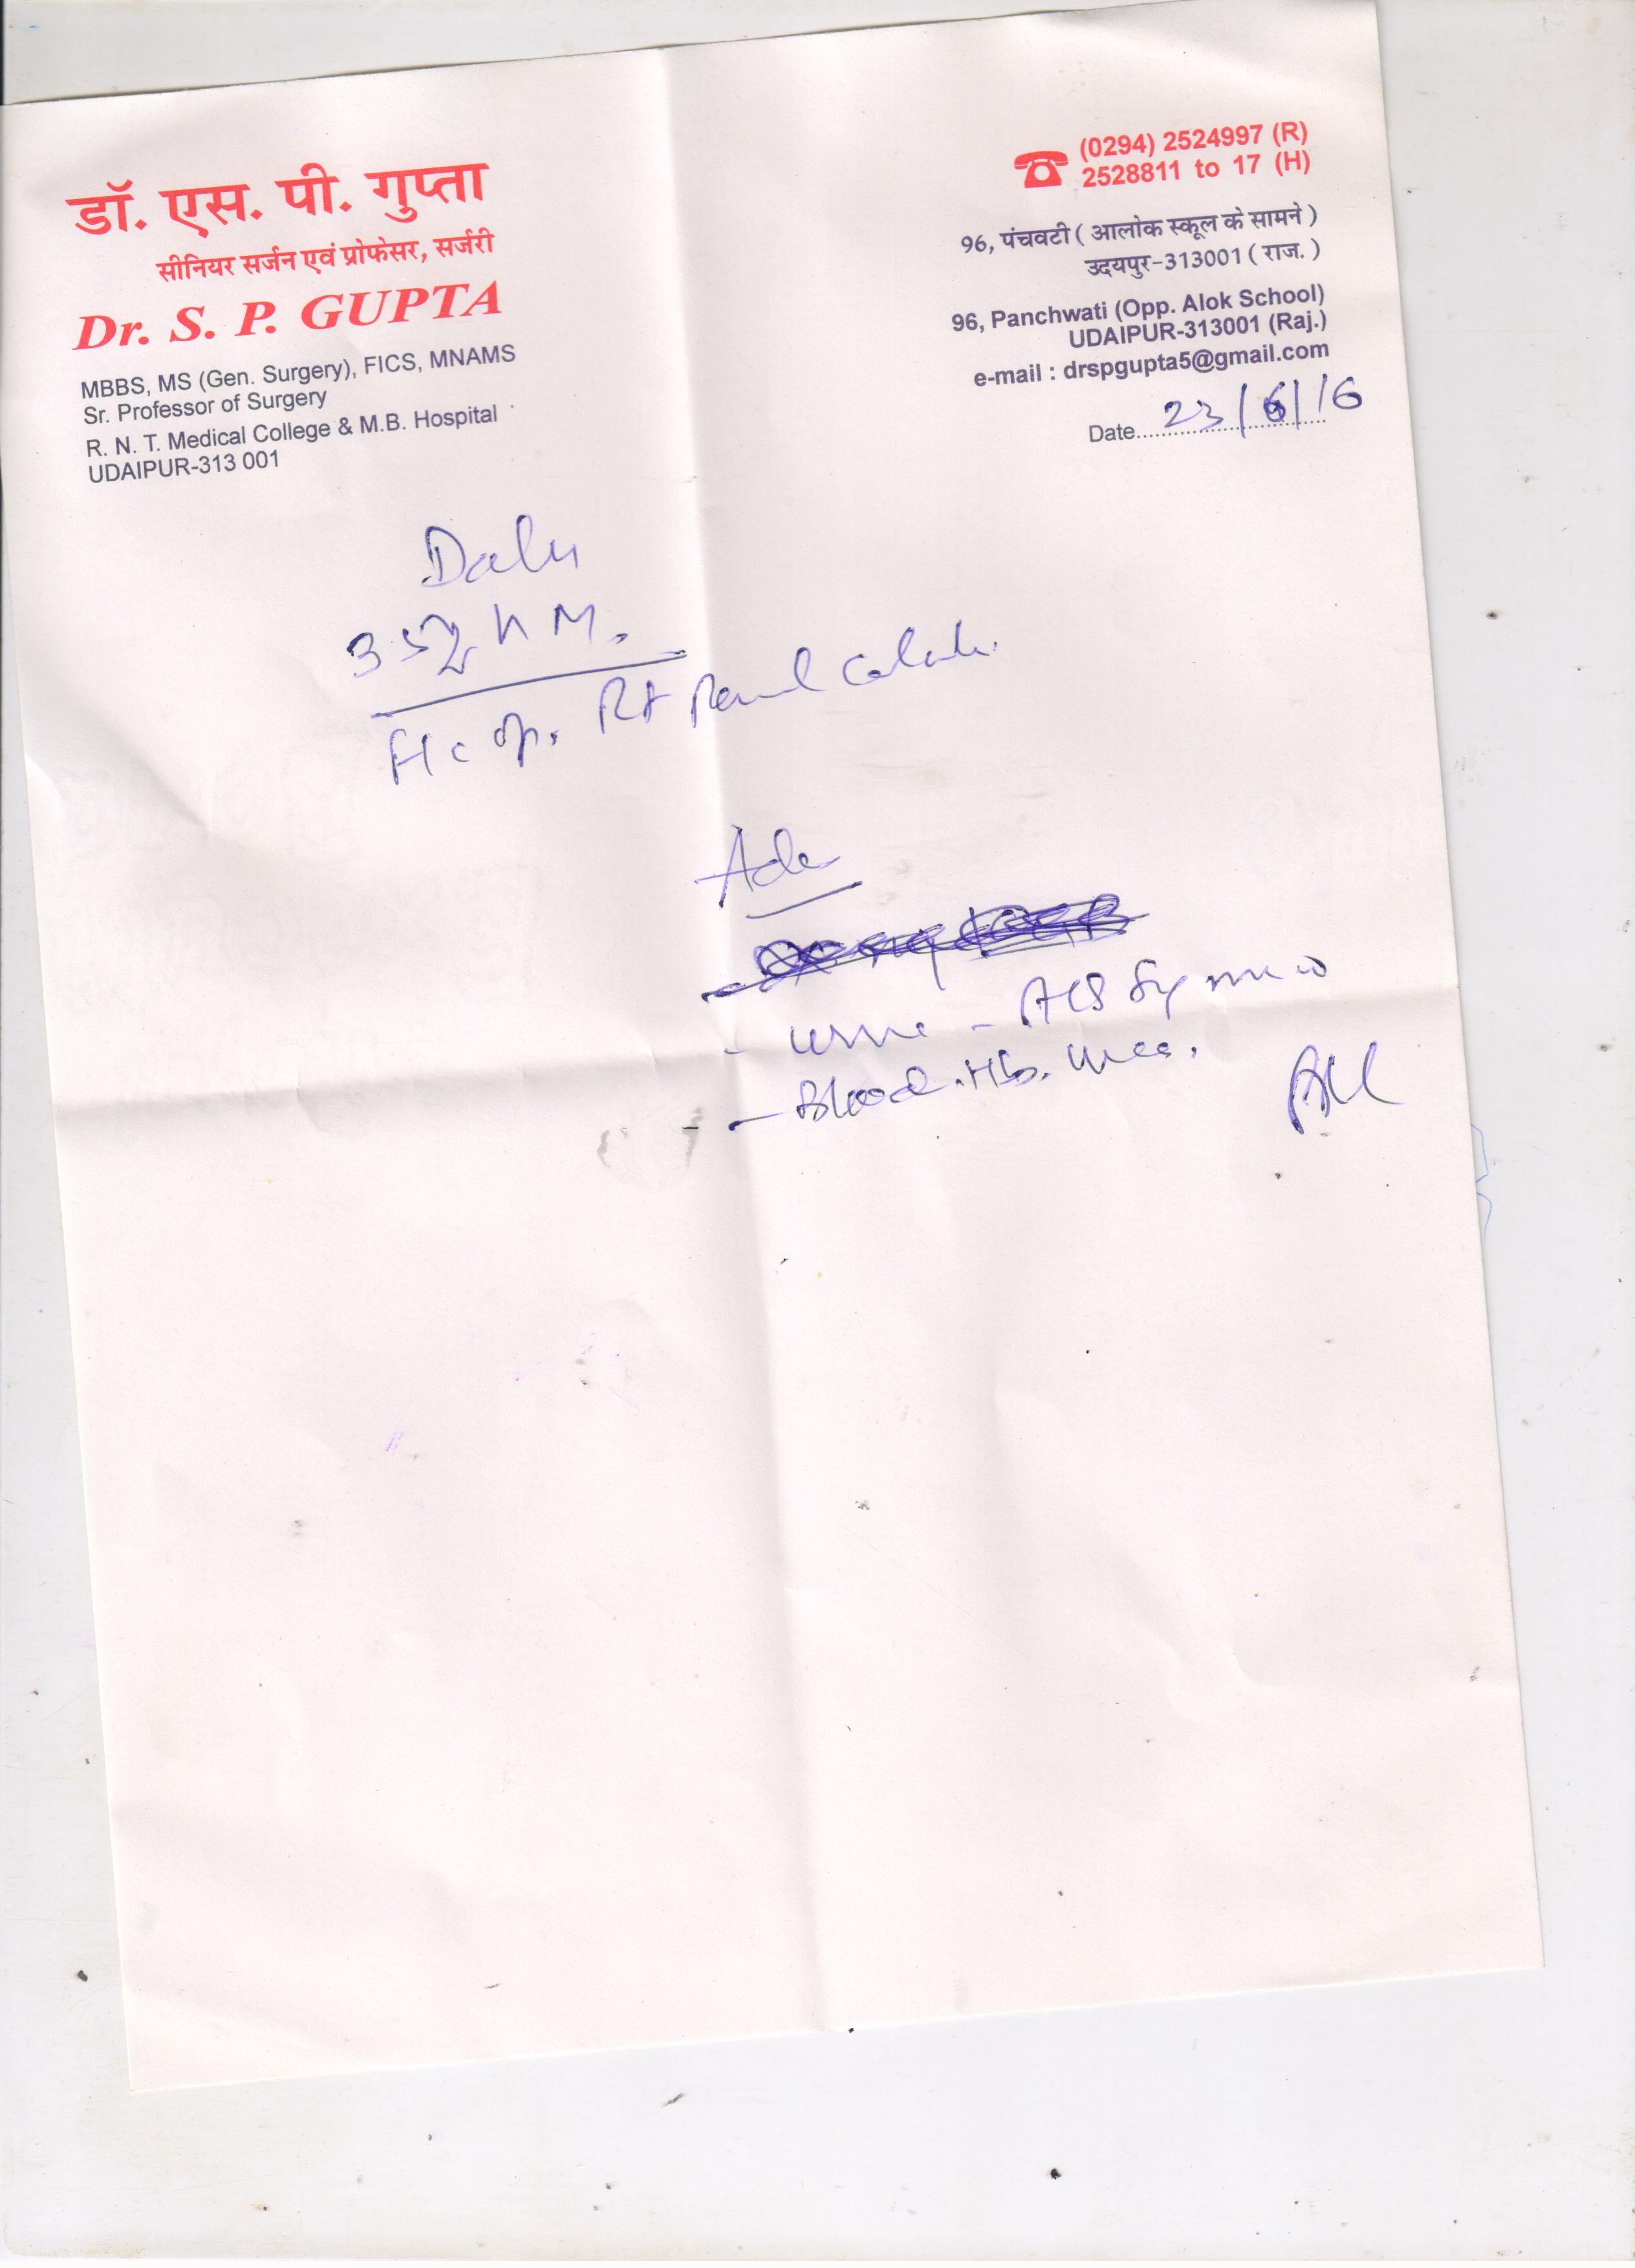 डॉ. एस. पी. गुप्ता
सीनियर सर्जन एवं प्रोफेसर, सर्जरी
Dr. S. P. GUPTA
MBBS, MS (Gen. Surgery), FICS, MNAMS
Sr. Professor of Surgery
R. N. T. Medical College & M.B. Hospital
UDAIPUR-313 001
(0294) 2524997 (R)
2528811 to 17 (H)
96, पंचवटी ( आलोक स्कूल के सामने )
उदयपुर-313001 ( राज. )
96, Panchwati (Opp. Alok School)
UDAIPUR-313001 (Raj.)
e-mail : drspgupta5@gmail.com
Date 23/6/16
M.
op. Rt
Adv
- Urine -
- Blood. Hb. Urea.